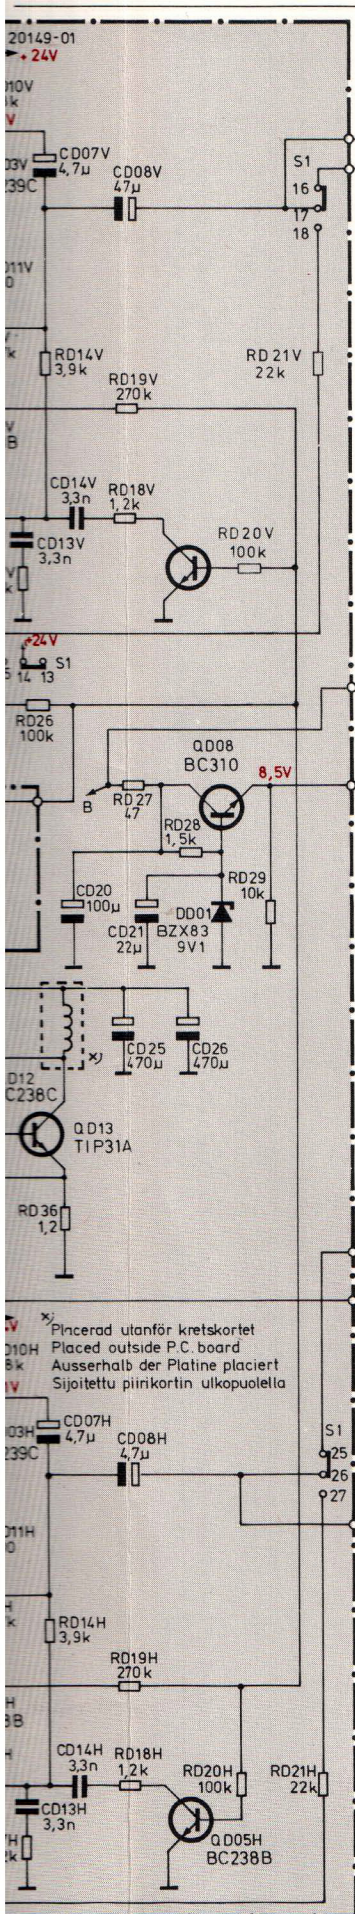 20149-01
+24V
CD07V
4,7µ
CD08V
47µ
S1
16
17
18
239C
RD14V
3,9k
RD19V
270k
RD21V
22k
CD14V
3,3n
RD18V
1,2k
CD13V
3,3n
RD20V
100k
+24V
14 13 S1
RD26
100k
QD08
BC310
8,5V
B
RD27
47
RD28
1,5k
CD20
100µ
CD21
22µ
DD01
BZX83
9V1
RD29
10k
CD25
470µ
CD26
470µ
x)
D12
C238C
QD13
TIP31A
RD36
1,2
x)
Placerad utanför kretskortet
Placed outside P.C. board
Ausserhalb der Platine placiert
Sijoitettu piirikortin ulkopuolella
CD07H
4,7µ
CD08H
4,7µ
S1
25
26
27
239C
RD14H
3,9k
RD19H
270k
CD14H
3,3n
RD18H
1,2k
CD13H
3,3n
RD20H
100k
RD21H
22k
QD05H
BC238B